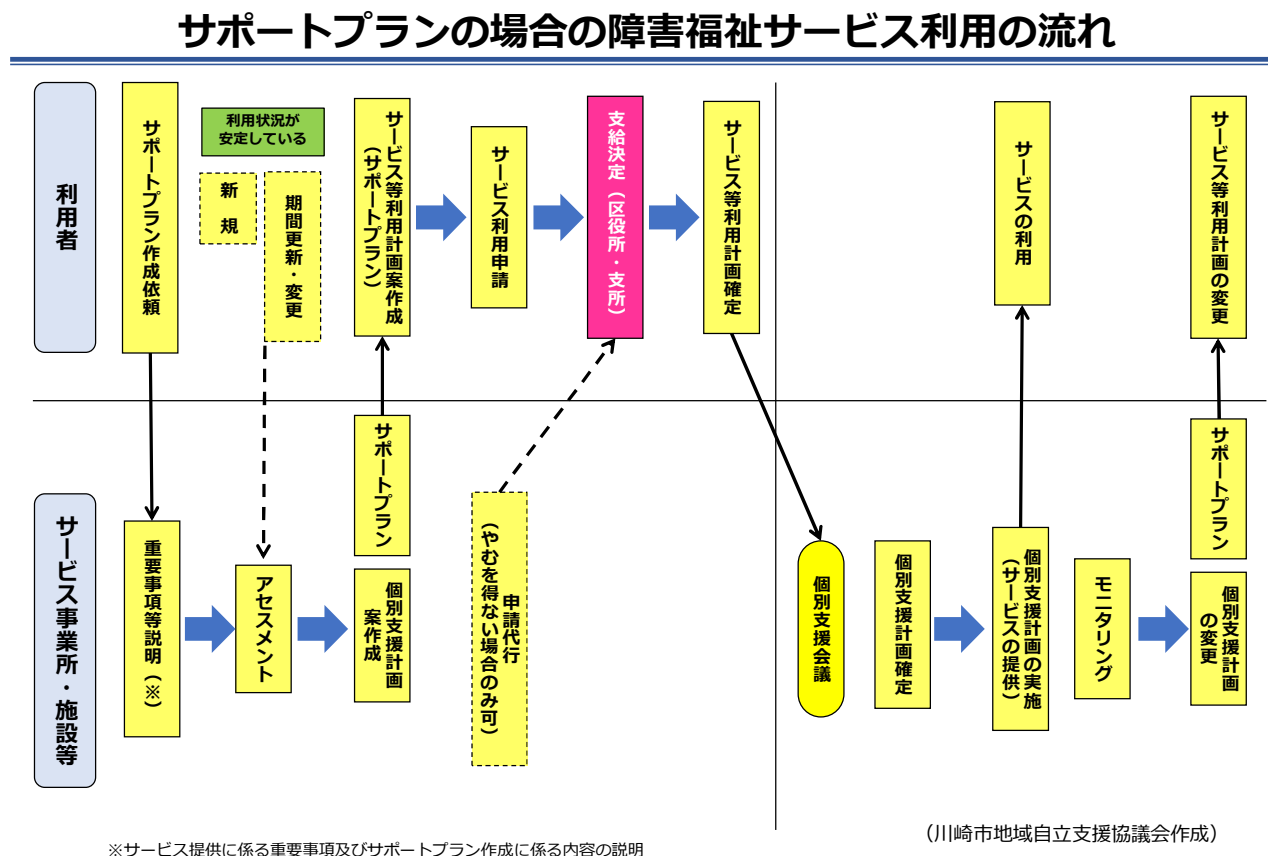 サポートプランの場合の障害福祉サービス利用の流れ
利用者
サポートプラン作成依頼
利用状況が
安定している
新規
期間更新・変更
サービス等利用計画案作成
（サポートプラン）
サービス利用申請
支給決定（区役所・支所）
サービス等利用計画確定
サービスの利用
サービス等利用計画の変更
サービス事業所・施設等
重要事項等説明（※）
アセスメント
サポートプラン
個別支援計画
案作成
申請代行
（やむを得ない場合のみ可）
個別支援会議
個別支援計画確定
個別支援計画の実施
（サービスの提供）
モニタリング
サポートプラン
個別支援計画
の変更
（川崎市地域自立支援協議会作成）
※サービス提供に係る重要事項及びサポートプラン作成に係る内容の説明